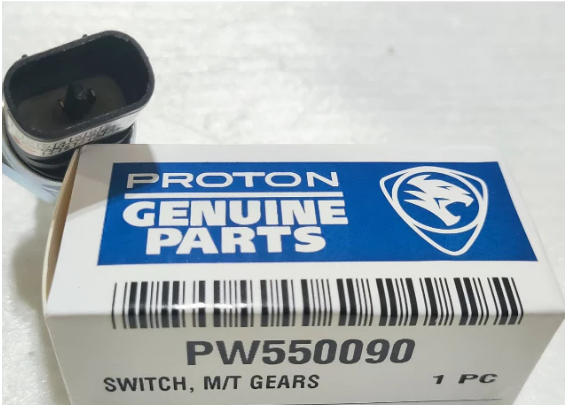 PROTON
GENUINE
PARTS
PW550090
SWITCH, M/T GEARS 1 PC